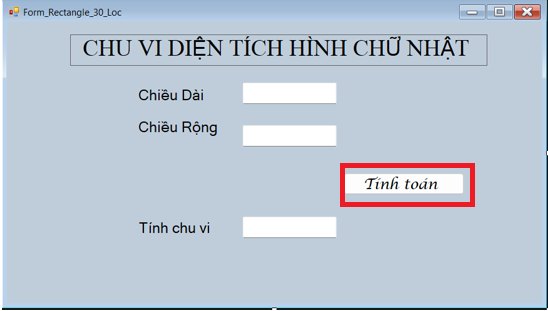 Form_Rectangle_30_Loc
CHU VI DIỆN TÍCH HÌNH CHỮ NHẬT
Chiều Dài
Chiều Rộng
Tính toán
Tính chu vi